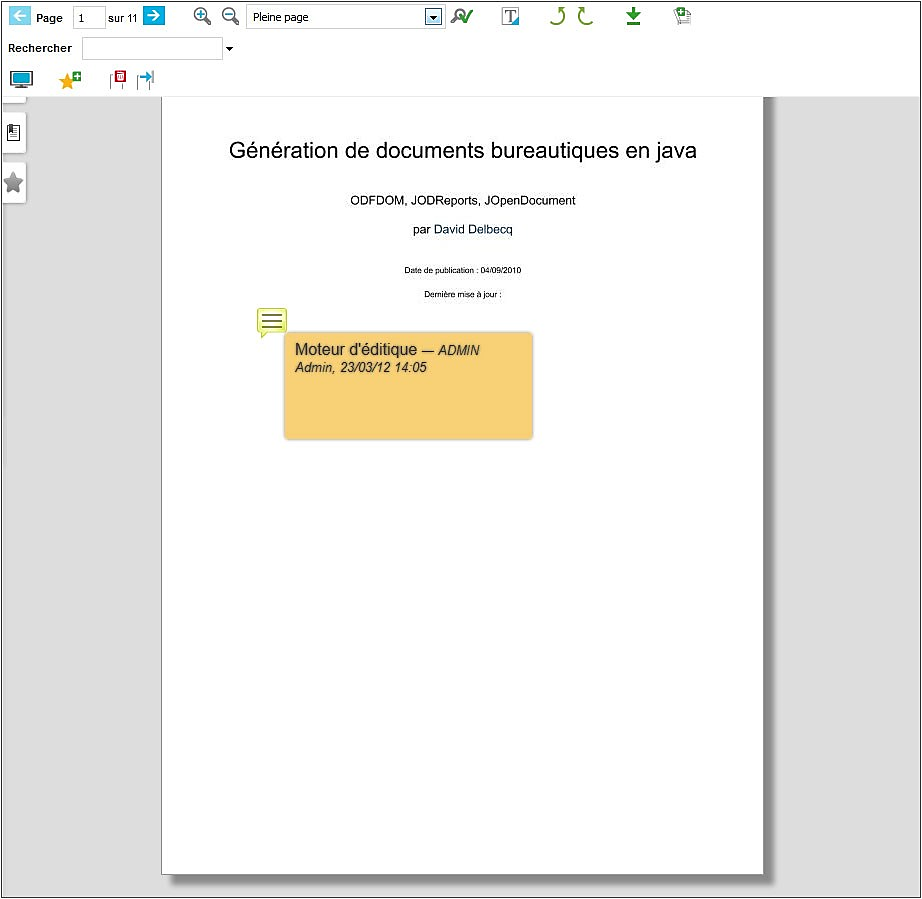 Page 1 sur 11 Pleine page T
Rechercher
Génération de documents bureautiques en java
ODFDOM, JODReports, JOpenDocument
par David Delbecq
Date de publication : 04/09/2010
Dernière mise à jour :
Moteur d'éditique — ADMIN
Admin, 23/03/12 14:05